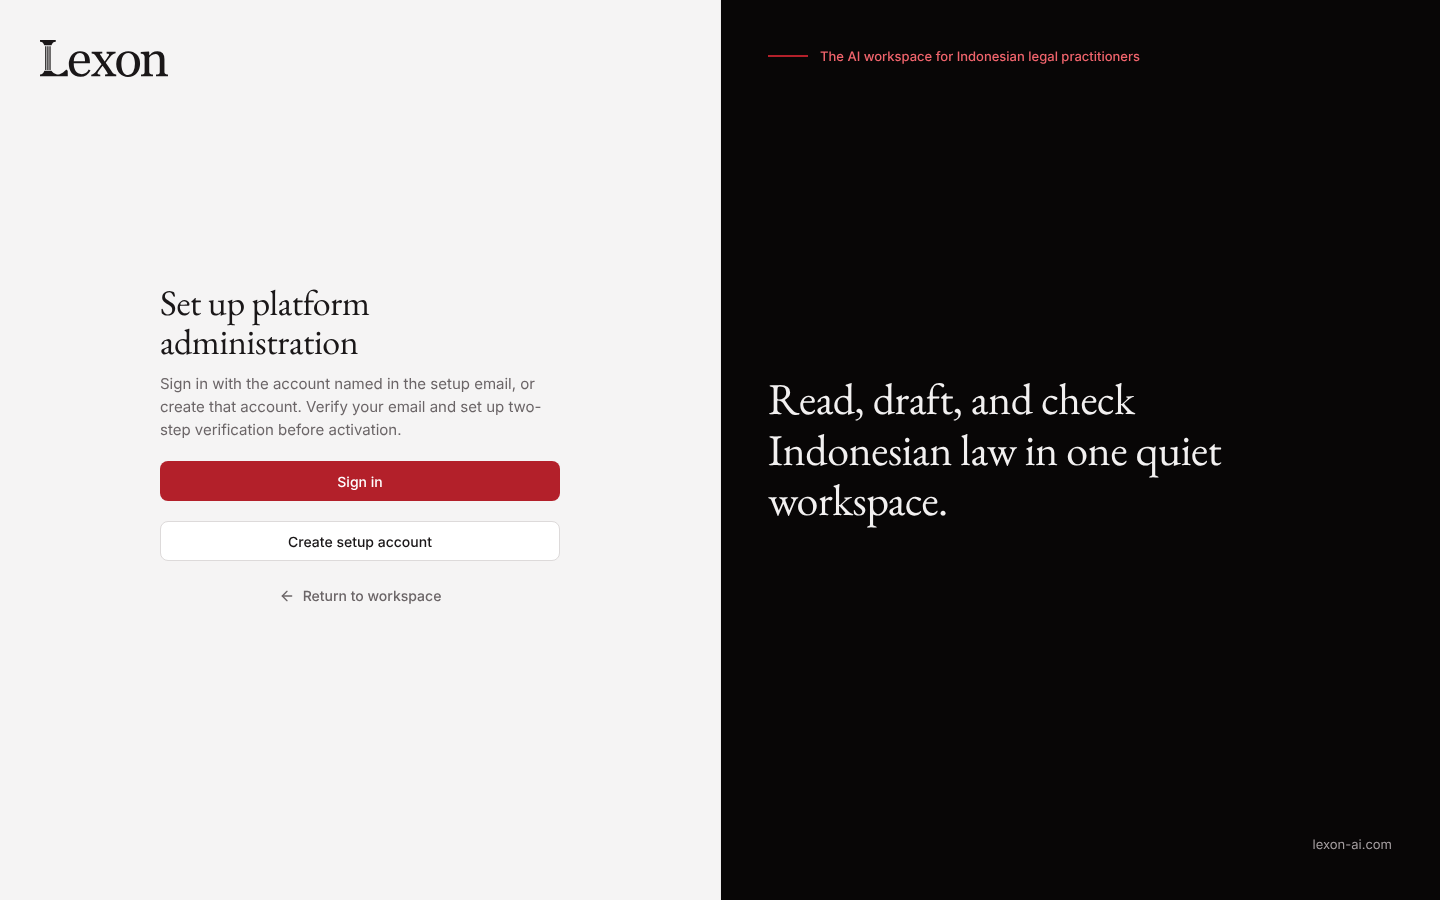 Lexon
Set up platform
administration
Sign in with the account named in the setup email, or
create that account. Verify your email and set up two-
step verification before activation.
Sign in
Create setup account
Return to workspace
The AI workspace for Indonesian legal practitioners
Read, draft, and check
Indonesian law in one quiet
workspace.
lexon-ai.com